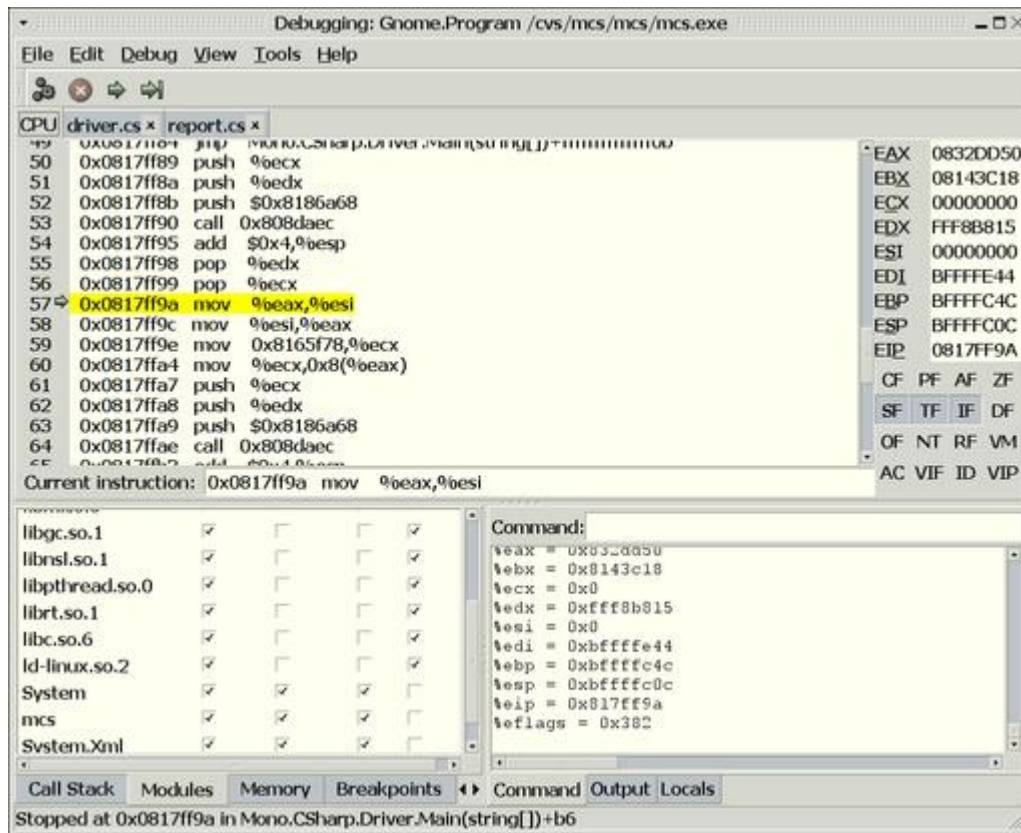 Debugging: Gnome.Program /cvs/mcs/mcs/mcs.exe
File Edit Debug View Tools Help
CPU driver.cs × report.cs ×
49 0x0817ff84 jmp
50 0x0817ff89 push %ecx
51 0x0817ff8a push %edx
52 0x0817ff8b push $0x8186a68
53 0x0817ff90 call 0x808daec
54 0x0817ff95 add $0x4,%esp
55 0x0817ff98 pop %edx
56 0x0817ff99 pop %ecx
57 0x0817ff9a mov %eax,%esi
58 0x0817ff9c mov %esi,%eax
59 0x0817ff9e mov 0x8165f78,%ecx
60 0x0817ffa4 mov %ecx,0x8(%eax)
61 0x0817ffa7 push %ecx
62 0x0817ffa8 push %edx
63 0x0817ffa9 push $0x8186a68
64 0x0817ffae call 0x808daec
Current instruction: 0x0817ff9a mov %eax,%esi
EAX 0832DD50
EBX 08143C18
ECX 00000000
EDX FFF8B815
ESI 00000000
EDI BFFFFE44
EBP BFFFFC4C
ESP BFFFFC0C
EIP 0817FF9A
CF PF AF ZF
SF TF IF DF
OF NT RF VM
AC VIF ID VIP
libgc.so.1
libnsl.so.1
libpthread.so.0
librt.so.1
libc.so.6
ld-linux.so.2
System
mcs
System.Xml
Call Stack Modules Memory Breakpoints
Command:
%eax = 0x832dd50
%ebx = 0x8143c18
%ecx = 0x0
%edx = 0xfff8b815
%esi = 0x0
%edi = 0xbffffe44
%ebp = 0xbffffc4c
%esp = 0xbffffc0c
%eip = 0x817ff9a
%eflags = 0x382
Command Output Locals
Stopped at 0x0817ff9a in Mono.CSharp.Driver.Main(string[])+b6